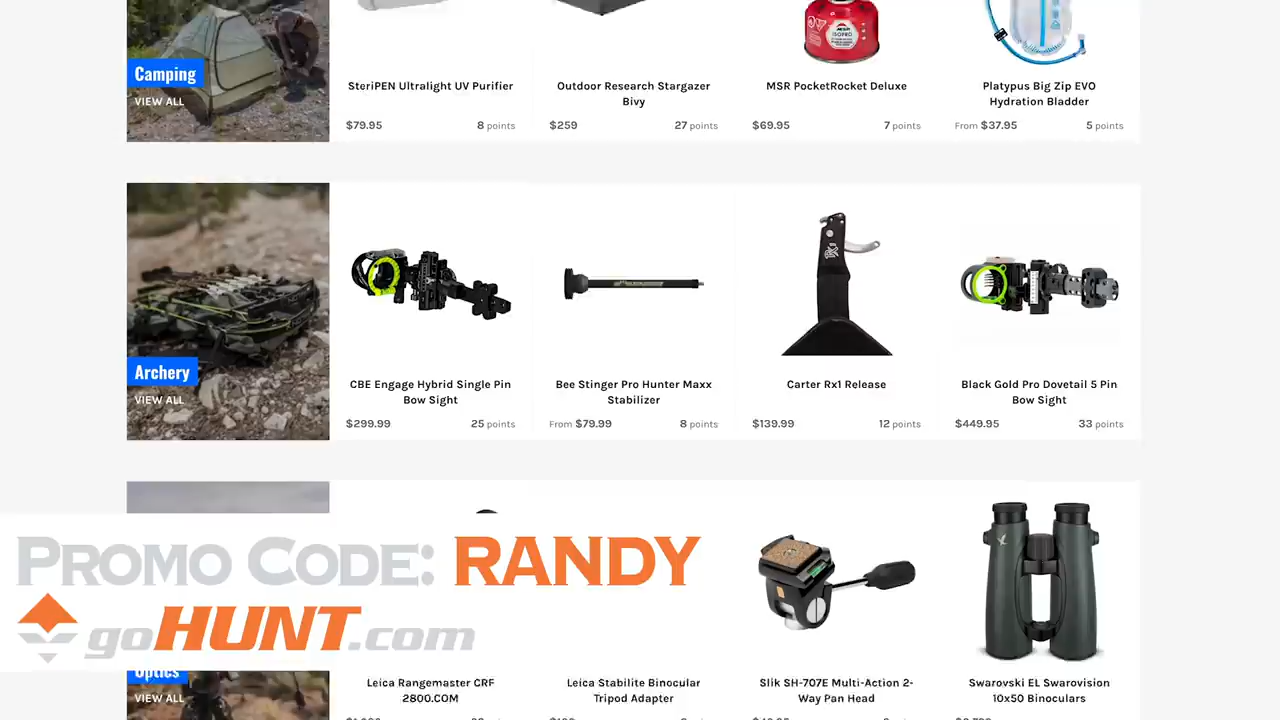 Camping
VIEW ALL
SteriPEN Ultralight UV Purifier
$79.95 8 points
Outdoor Research Stargazer
Bivy
$259 27 points
MSR
ISOPRO
MSR PocketRocket Deluxe
$69.95 7 points
Platypus Big Zip EVO
Hydration Bladder
From $37.95 5 points
Archery
VIEW ALL
CBE Engage Hybrid Single Pin
Bow Sight
$299.99 25 points
Bee Stinger Pro Hunter Maxx
Stabilizer
From $79.99 8 points
Carter Rx1 Release
$139.99 12 points
Black Gold Pro Dovetail 5 Pin
Bow Sight
$449.95 33 points
PROMO CODE: RANDY
goHUNT.com
Optics
VIEW ALL
Leica Rangemaster CRF
2800.COM
Leica Stabilite Binocular
Tripod Adapter
Slik SH-707E Multi-Action 2-
Way Pan Head
Swarovski EL Swarovision
10x50 Binoculars